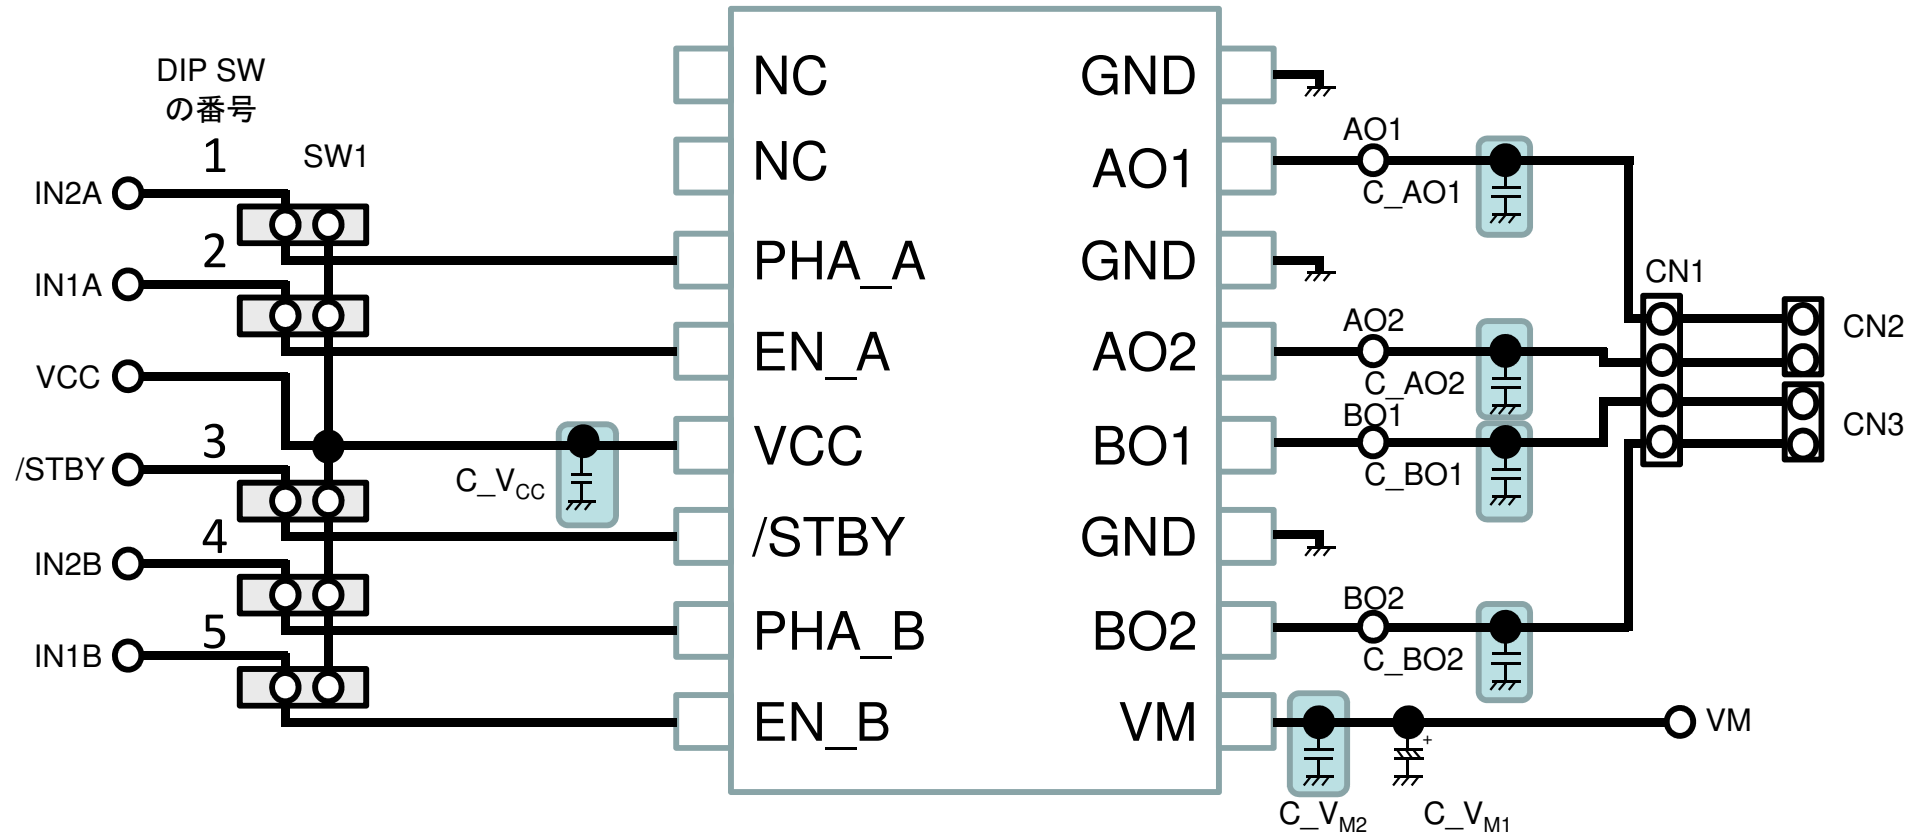 DIP SW
の番号
1
SW1
IN2A
2
IN1A
VCC
3
/STBY
C_VCC
4
IN2B
5
IN1B
NC
NC
PHA_A
EN_A
VCC
/STBY
PHA_B
EN_B
GND
AO1
GND
AO2
BO1
GND
BO2
VM
AO1
C_AO1
AO2
C_AO2
BO1
C_BO1
BO2
C_BO2
CN1
CN2
CN3
VM
+
C_VM2
C_VM1